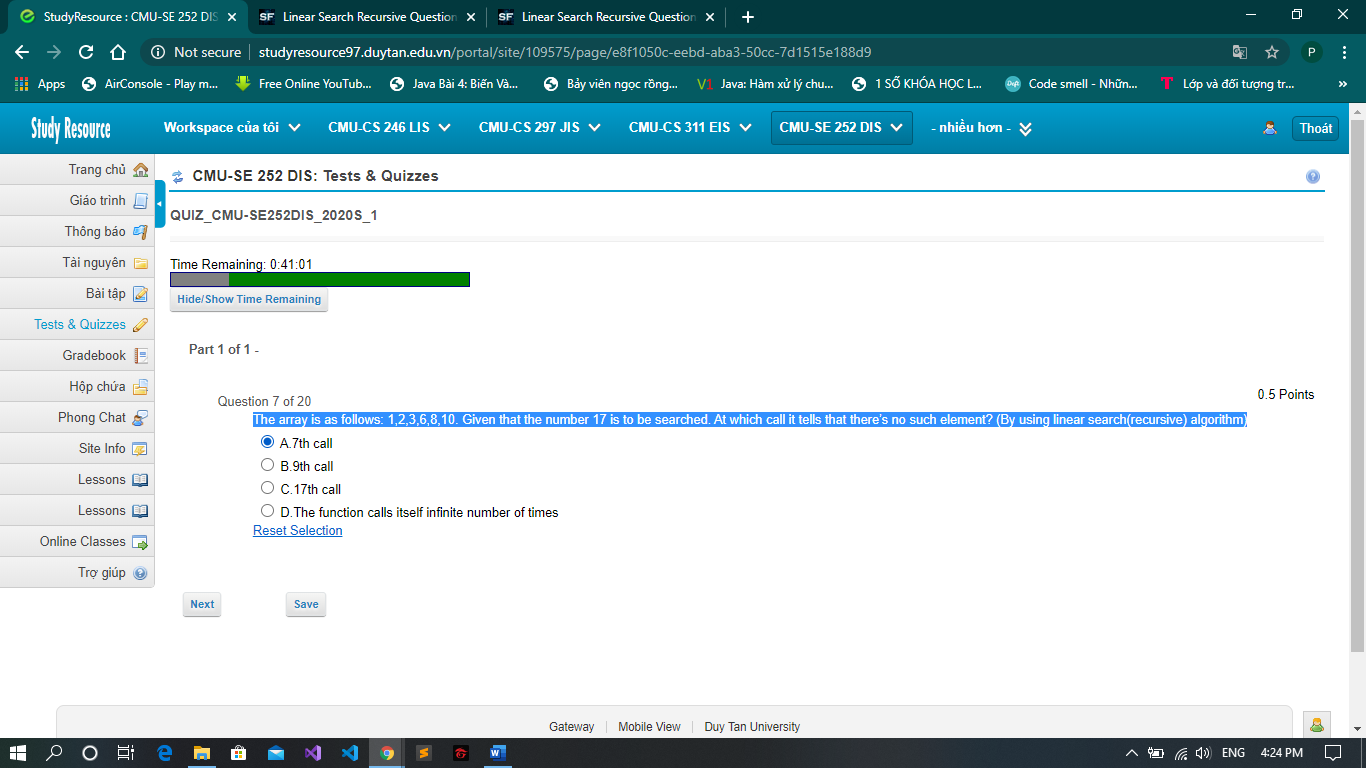 StudyResource : CMU-SE 252 DIS
Linear Search Recursive Question
Linear Search Recursive Question
Not secure
studyresource97.duytan.edu.vn/portal/site/109575/page/e8f1050c-eebd-aba3-50cc-7d1515e188d9
P
Apps
AirConsole - Play m...
Free Online YouTub...
Java Bài 4: Biến Và...
Bảy viên ngọc rồng...
Java: Hàm xử lý chu...
1 SỐ KHÓA HỌC L...
Code smell - Nhữn...
Lớp và đối tượng tr...
Study Resource
Workspace của tôi
CMU-CS 246 LIS
CMU-CS 297 JIS
CMU-CS 311 EIS
CMU-SE 252 DIS
- nhiều hơn -
Thoát
Trang chủ
Giáo trình
Thông báo
Tài nguyên
Bài tập
Tests & Quizzes
Gradebook
Hộp chứa
Phong Chat
Site Info
Lessons
Lessons
Online Classes
Trợ giúp
CMU-SE 252 DIS: Tests & Quizzes
QUIZ_CMU-SE252DIS_2020S_1
Time Remaining: 0:41:01
Hide/Show Time Remaining
Part 1 of 1 -
Question 7 of 20
0.5 Points
The array is as follows: 1,2,3,6,8,10. Given that the number 17 is to be searched. At which call it tells that there's no such element? (By using linear search(recursive) algorithm)
A.7th call
B.9th call
C.17th call
D.The function calls itself infinite number of times
Reset Selection
Next
Save
Gateway
Mobile View
Duy Tan University
ENG
4:24 PM